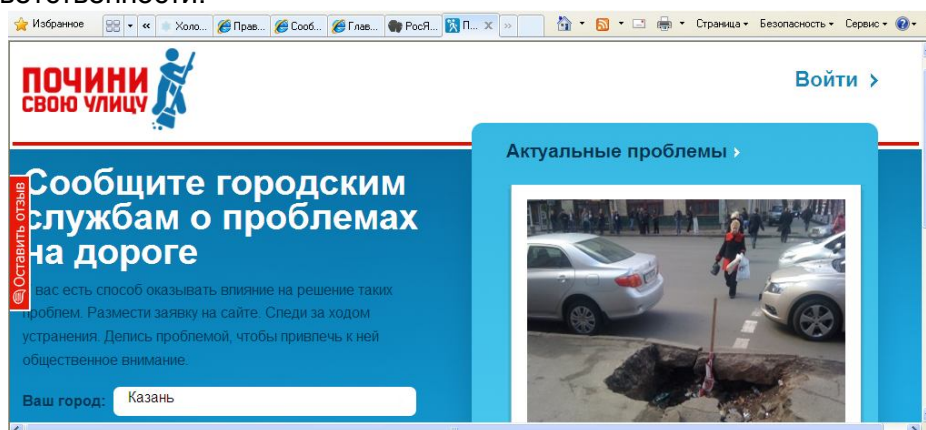 ветственности.
Избранное
Холо...
Прав...
Сооб...
Глав...
РосЯ...
П...
Страница
Безопасность
Сервис
ПОЧИНИ
СВОЮ УЛИЦУ
Войти
Актуальные проблемы
Сообщите городским
службам о проблемах
на дороге
Оставить отзыв
вас есть способ оказывать влияние на решение таких
проблем. Размести заявку на сайте. Следи за ходом
устранения. Делись проблемой, чтобы привлечь к ней
общественное внимание.
Ваш город:
Казань